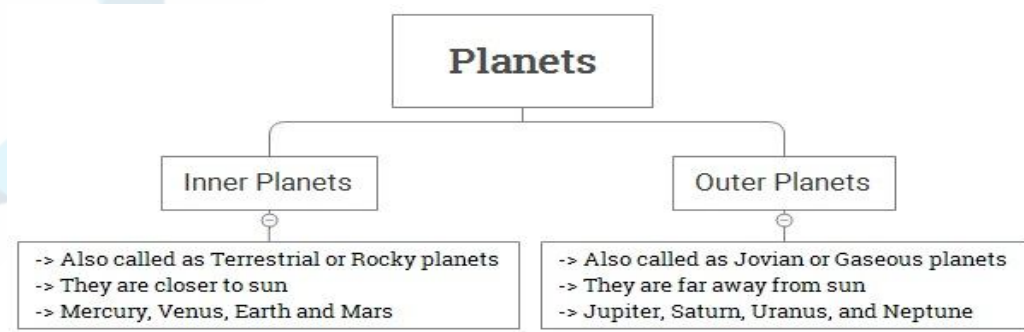 Planets
Inner Planets
Outer Planets
-> Also called as Terrestrial or Rocky planets
-> They are closer to sun
-> Mercury, Venus, Earth and Mars
-> Also called as Jovian or Gaseous planets
-> They are far away from sun
-> Jupiter, Saturn, Uranus, and Neptune